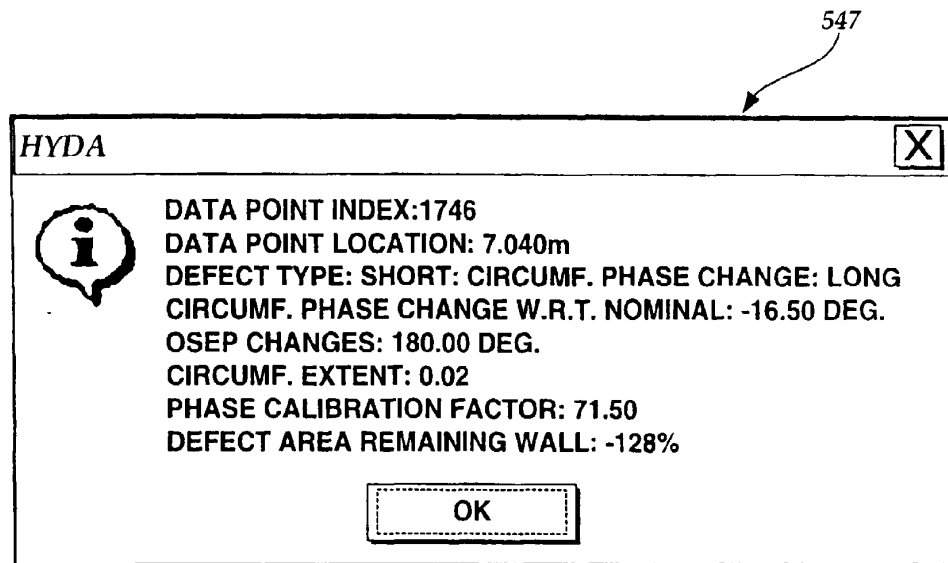 547
HYDA X
i
DATA POINT INDEX:1746
DATA POINT LOCATION: 7.040m
DEFECT TYPE: SHORT: CIRCUMF. PHASE CHANGE: LONG
CIRCUMF. PHASE CHANGE W.R.T. NOMINAL: -16.50 DEG.
OSEP CHANGES: 180.00 DEG.
CIRCUMF. EXTENT: 0.02
PHASE CALIBRATION FACTOR: 71.50
DEFECT AREA REMAINING WALL: -128%
OK